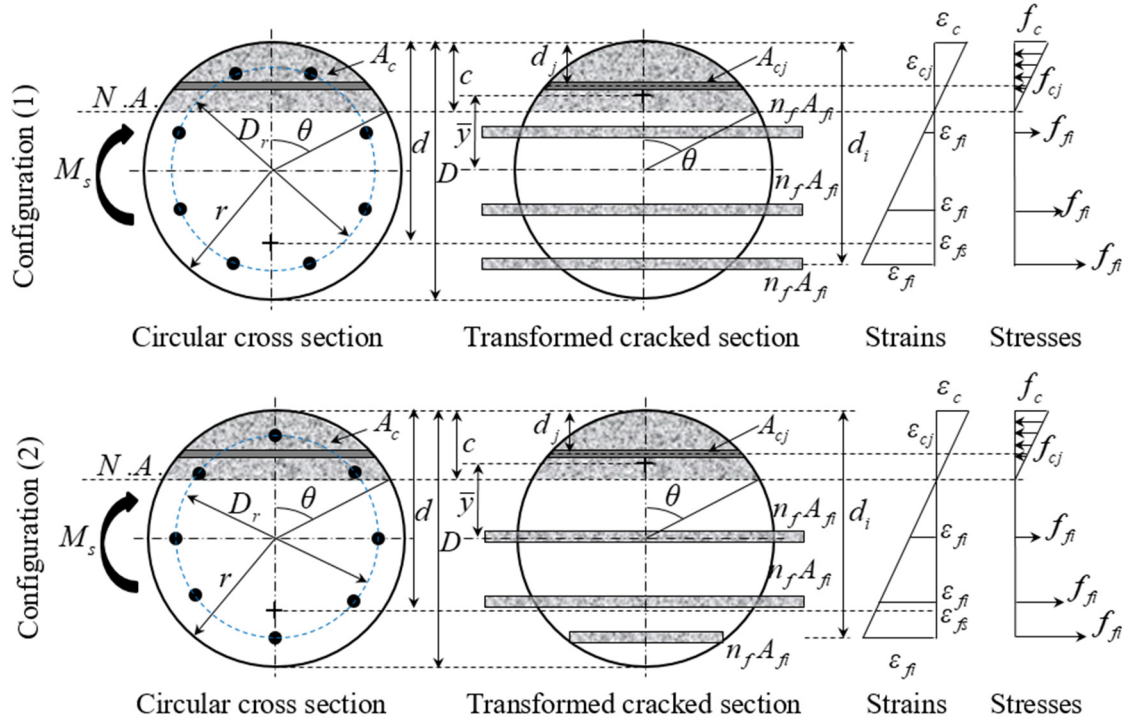 Configuration (1)
M_s
N.A.
D_r
θ
r
A_c
c
d
D
ȳ
d_j
A_cj
n_f A_fi
θ
n_f A_fi
d_i
ε_c
ε_cj
ε_fi
ε_fi
ε_fs
ε_fi
f_c
f_cj
f_fi
f_fi
f_fi
Circular cross section
Transformed cracked section
Strains
Stresses
Configuration (2)
M_s
N.A.
D_r
θ
r
A_c
c
d
D
ȳ
d_j
A_cj
θ
n_f A_fi
n_f A_fi
n_f A_fi
d_i
ε_c
ε_cj
ε_fi
ε_fi
ε_fs
ε_fi
f_c
f_cj
f_fi
f_fi
f_fi
Circular cross section
Transformed cracked section
Strains
Stresses